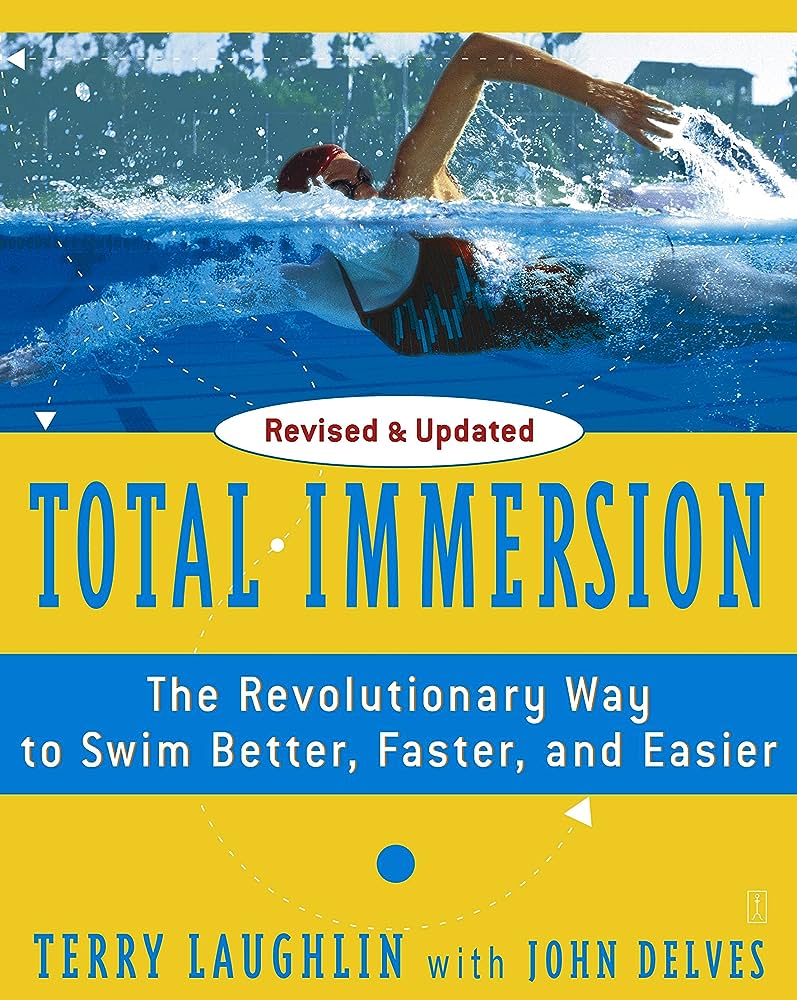 Revised & Updated
TOTAL IMMERSION
The Revolutionary Way
to Swim Better, Faster, and Easier
TERRY LAUGHLIN with JOHN DELVES